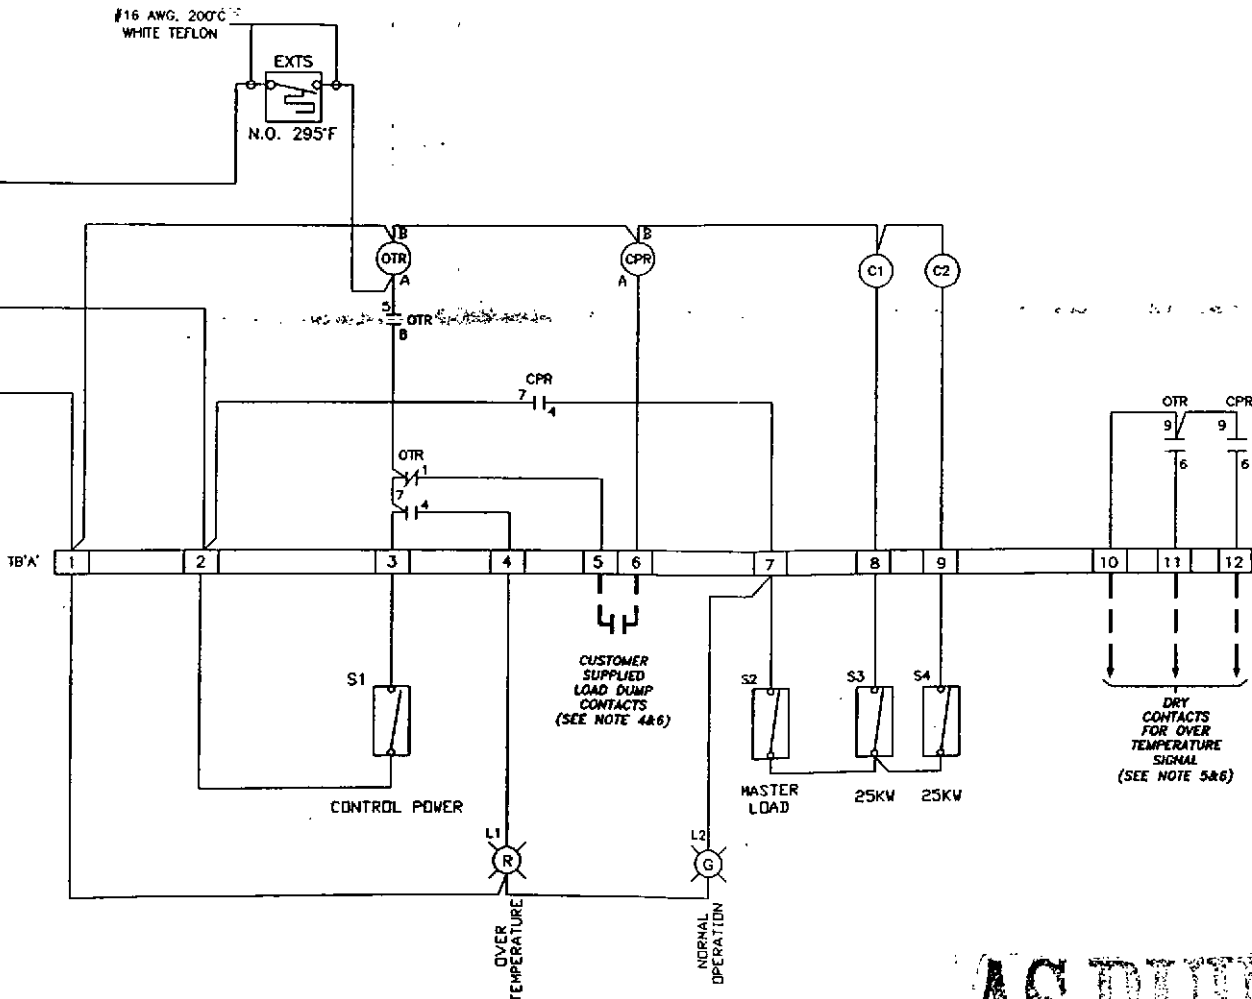 #16 AWG. 200°C
WHITE TEFLON
EXTS
N.O. 295°F
B
OTR
A
B
CPR
A
C1
C2
5
OTR
8
CPR
7
4
OTR
1
7
4
OTR
9
6
CPR
9
6
TB'A'
1
2
3
4
5
6
7
8
9
10
11
12
CUSTOMER
SUPPLIED
LOAD DUMP
CONTACTS
(SEE NOTE 4&6)
DRY
CONTACTS
FOR OVER
TEMPERATURE
SIGNAL
(SEE NOTE 5&6)
S1
S2
S3
S4
CONTROL POWER
MASTER
LOAD
25KW
25KW
L1
R
L2
G
OVER
TEMPERATURE
NORMAL
OPERATION
AS